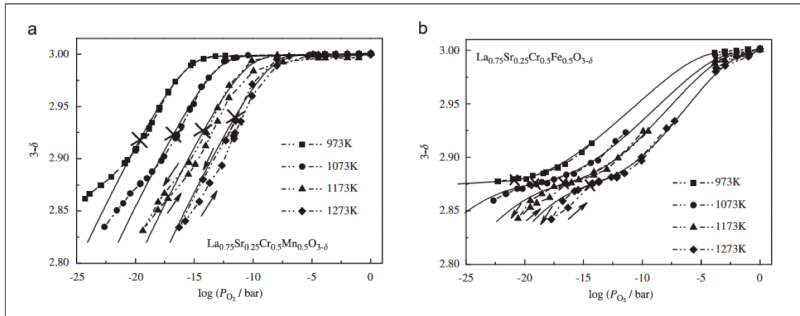 a
3.00
2.95
2.90
2.85
2.80
3-δ
973K
1073K
1173K
1273K
La0.75Sr0.25Cr0.5Mn0.5O3-δ
-25 -20 -15 -10 -5 0
log (PO2 / bar)
b
La0.75Sr0.25Cr0.5Fe0.5O3-δ
3.00
2.95
2.90
2.85
2.80
3-δ
973K
1073K
1173K
1273K
-25 -20 -15 -10 -5 0
log (PO2 / bar)